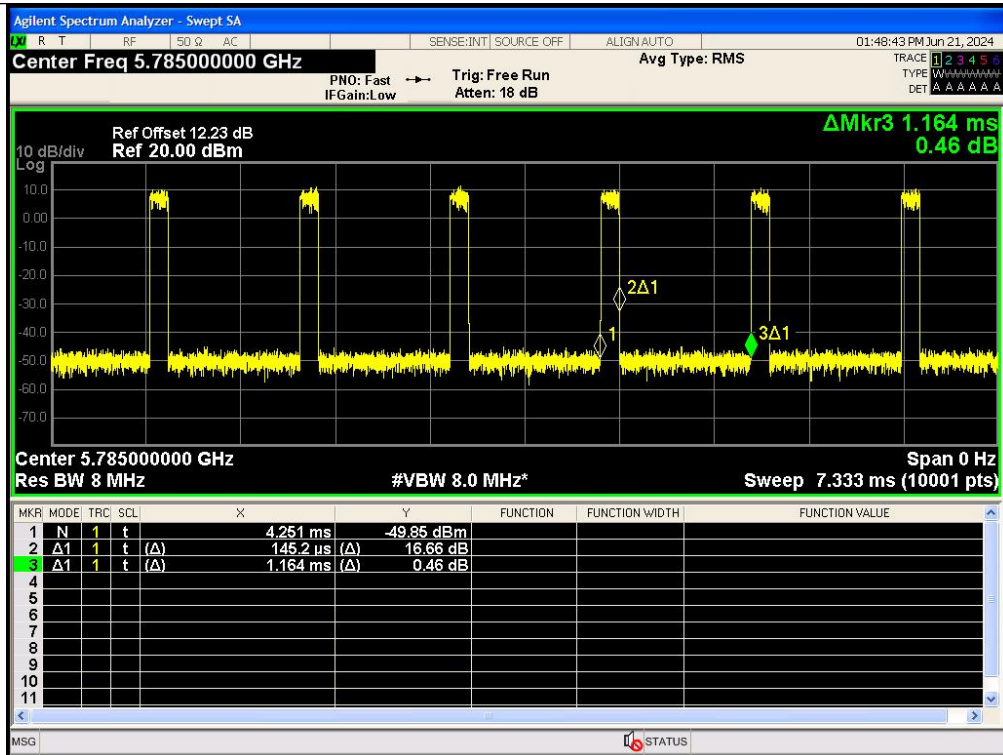 Agilent Spectrum Analyzer - Swept SA
LXI R T RF 50 Ω AC SENSE:INT SOURCE OFF ALIGN AUTO 01:48:43 PM Jun 21, 2024
Center Freq 5.785000000 GHz Avg Type: RMS TRACE 1 2 3 4 5 6
PNO: Fast Trig: Free Run TYPE W
IFGain:Low Atten: 18 dB DET A A A A A A
ΔMkr3 1.164 ms
Ref Offset 12.23 dB 0.46 dB
10 dB/div Ref 20.00 dBm
Log
10.0
0.00
-10.0
-20.0
2Δ1
-30.0
-40.0
1 3Δ1
-50.0
-60.0
-70.0
Center 5.785000000 GHz Span 0 Hz
Res BW 8 MHz #VBW 8.0 MHz* Sweep 7.333 ms (10001 pts)
MKR MODE TRC SCL X Y FUNCTION FUNCTION WIDTH FUNCTION VALUE
1 N 1 t 4.251 ms -49.85 dBm
2 Δ1 1 t (Δ) 145.2 µs (Δ) 16.66 dB
3 Δ1 1 t (Δ) 1.164 ms (Δ) 0.46 dB
4
5
6
7
8
9
10
11
MSG STATUS